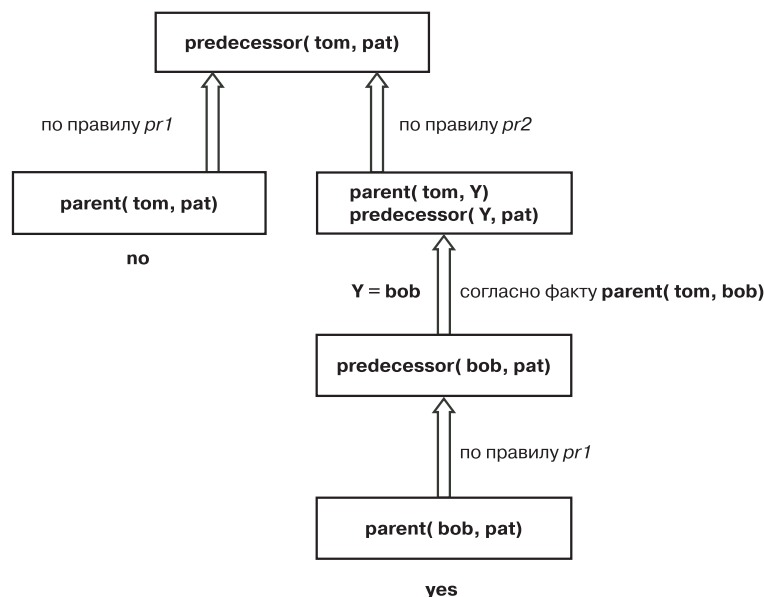 predecessor( tom, pat)
по правилу pr1
по правилу pr2
parent( tom, pat)
no
parent( tom, Y)
predecessor( Y, pat)
Y = bob
согласно факту parent( tom, bob)
predecessor( bob, pat)
по правилу pr1
parent( bob, pat)
yes